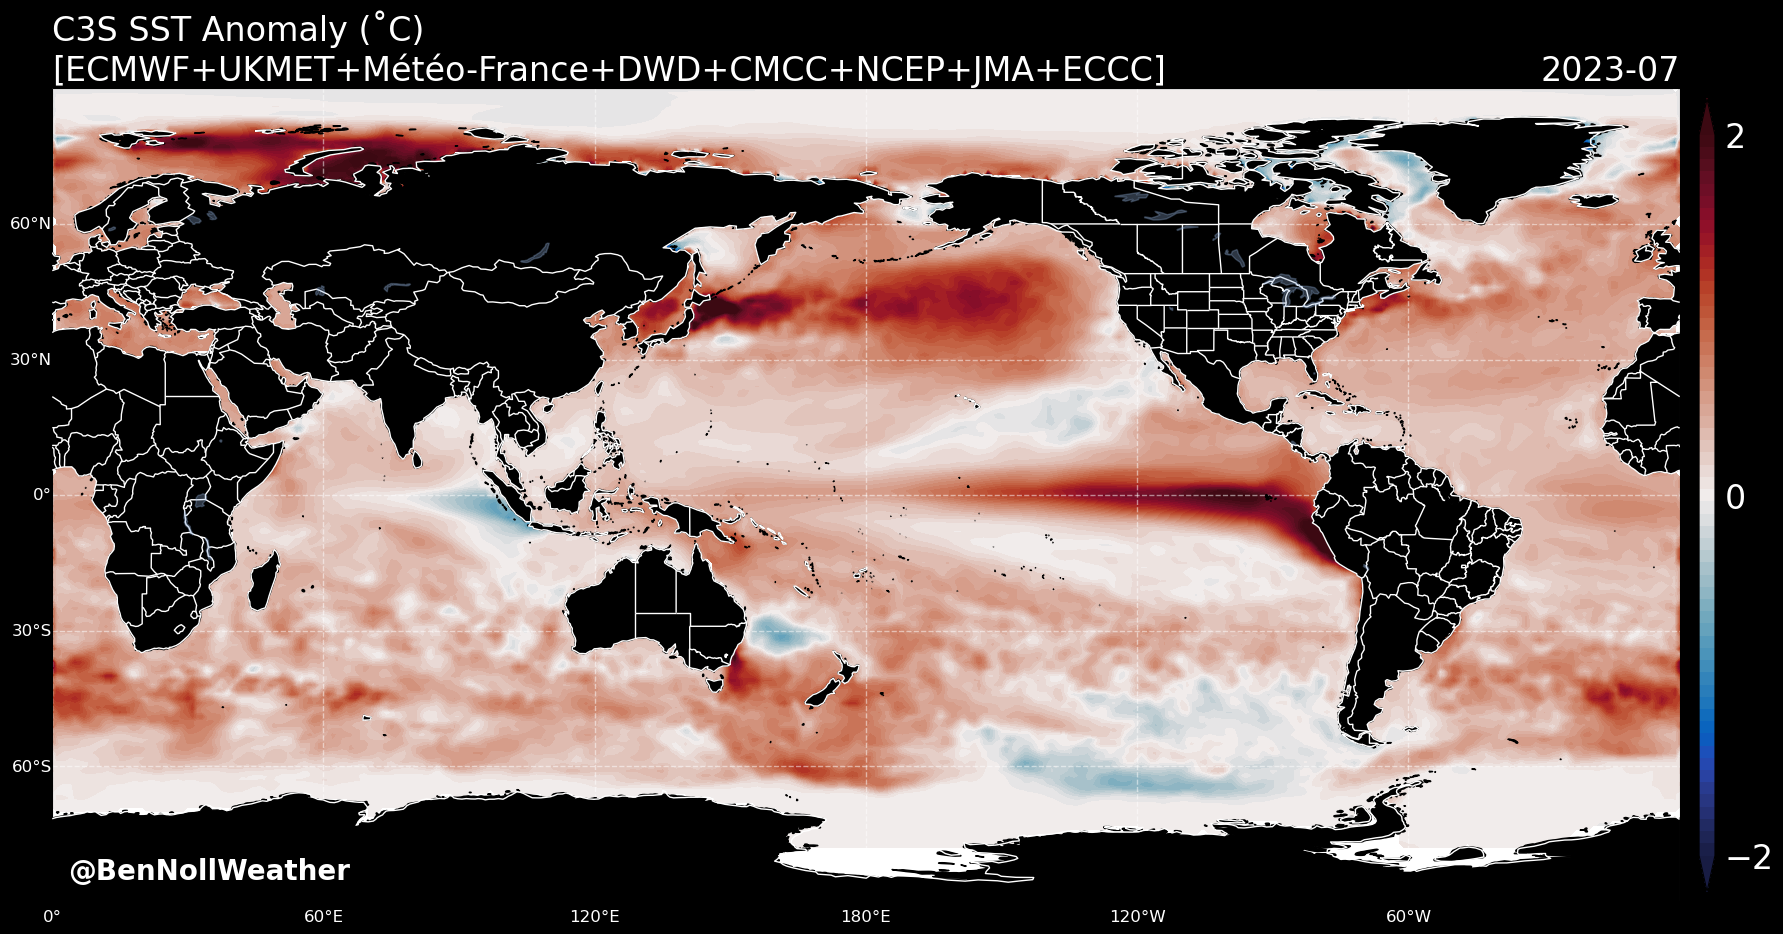 C3S SST Anomaly (˚C)
[ECMWF+UKMET+Météo-France+DWD+CMCC+NCEP+JMA+ECCC]
2023-07
2
0
−2
60°N
30°N
0°
30°S
60°S
@BenNollWeather
0°
60°E
120°E
180°E
120°W
60°W